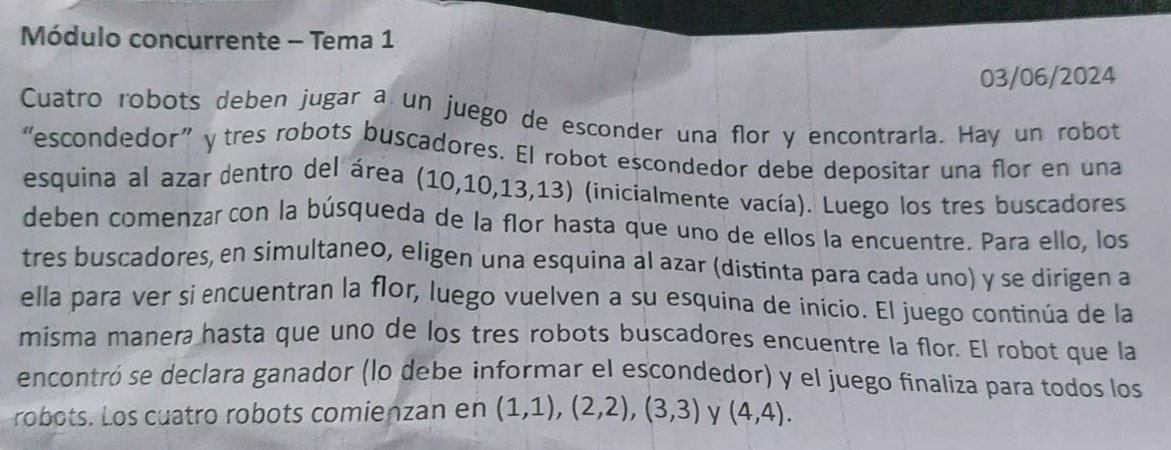 Módulo concurrente – Tema 1
03/06/2024
Cuatro robots deben jugar a un juego de esconder una flor y encontrarla. Hay un robot
“escondedor” y tres robots buscadores. El robot escondedor debe depositar una flor en una
esquina al azar dentro del área (10,10,13,13) (inicialmente vacía). Luego los tres buscadores
deben comenzar con la búsqueda de la flor hasta que uno de ellos la encuentre. Para ello, los
tres buscadores, en simultaneo, eligen una esquina al azar (distinta para cada uno) y se dirigen a
ella para ver si encuentran la flor, luego vuelven a su esquina de inicio. El juego continúa de la
misma manera hasta que uno de los tres robots buscadores encuentre la flor. El robot que la
encontró se declara ganador (lo debe informar el escondedor) y el juego finaliza para todos los
robots. Los cuatro robots comienzan en (1,1), (2,2), (3,3) y (4,4).